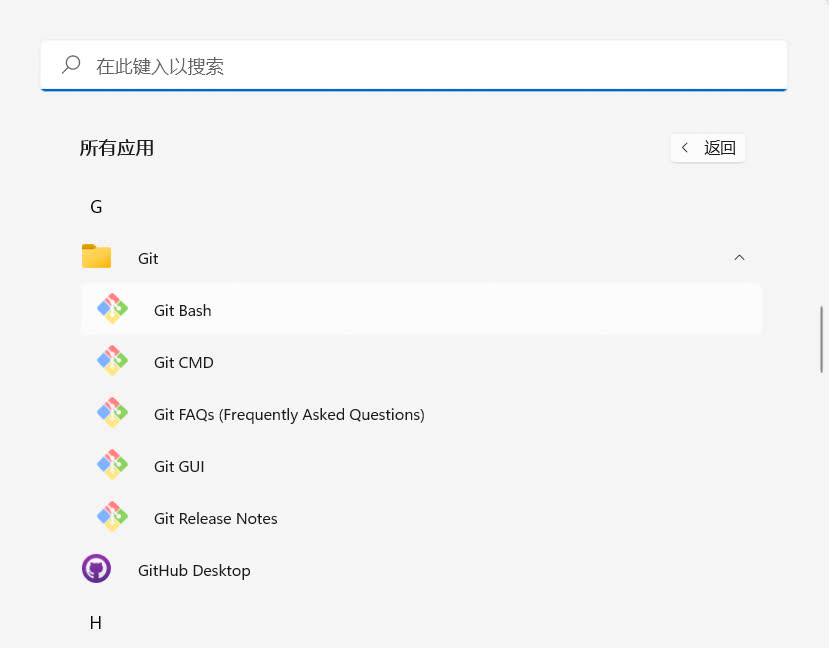 在此键入以搜索
所有应用
返回
G
Git
Git Bash
Git CMD
Git FAQs (Frequently Asked Questions)
Git GUI
Git Release Notes
GitHub Desktop
H